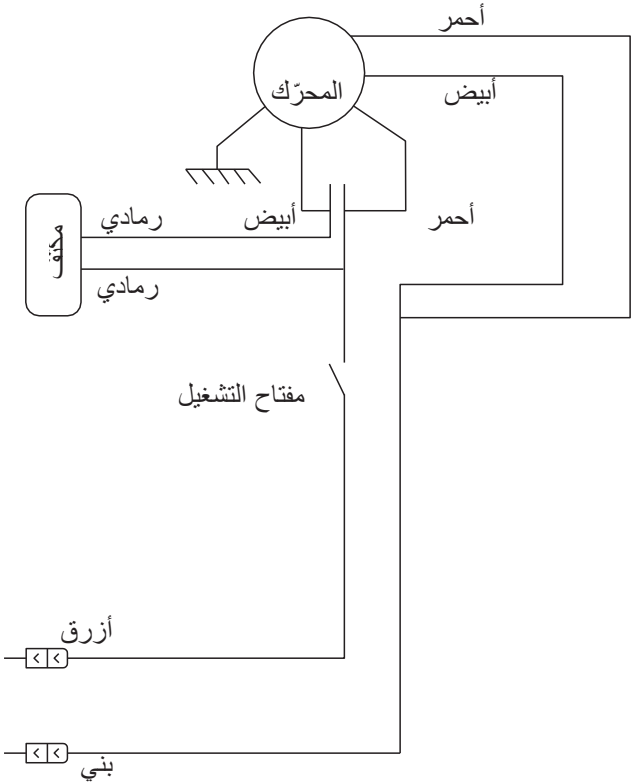 أحمر
المحرّك
أبيض
رمادي
أبيض
أحمر
مكثف
رمادي
مفتاح التشغيل
أزرق
بني